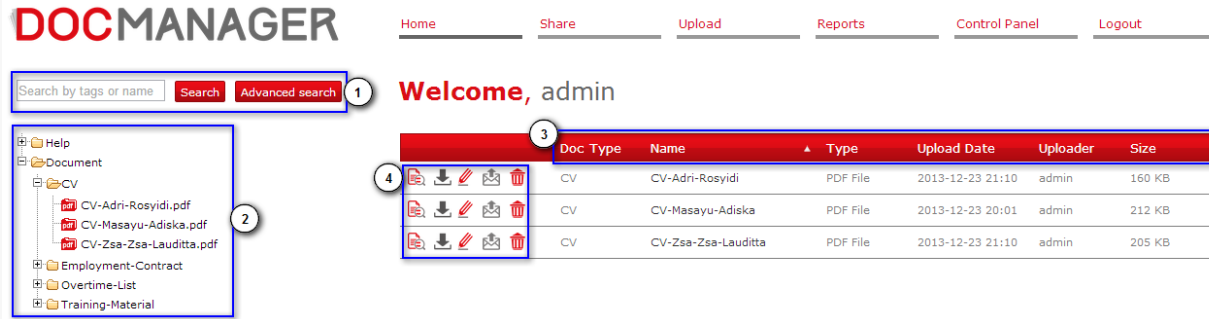 DOCMANAGER
Home Share Upload Reports Control Panel Logout
Search by tags or name Search Advanced search 1
Welcome, admin
Help
Document
CV
CV-Adri-Rosyidi.pdf
CV-Masayu-Adiska.pdf
CV-Zsa-Zsa-Lauditta.pdf
Employment-Contract
Overtime-List
Training-Material
2
3
Doc Type Name Type Upload Date Uploader Size
4
CV CV-Adri-Rosyidi PDF File 2013-12-23 21:10 admin 160 KB
CV CV-Masayu-Adiska PDF File 2013-12-23 20:01 admin 212 KB
CV CV-Zsa-Zsa-Lauditta PDF File 2013-12-23 21:10 admin 205 KB